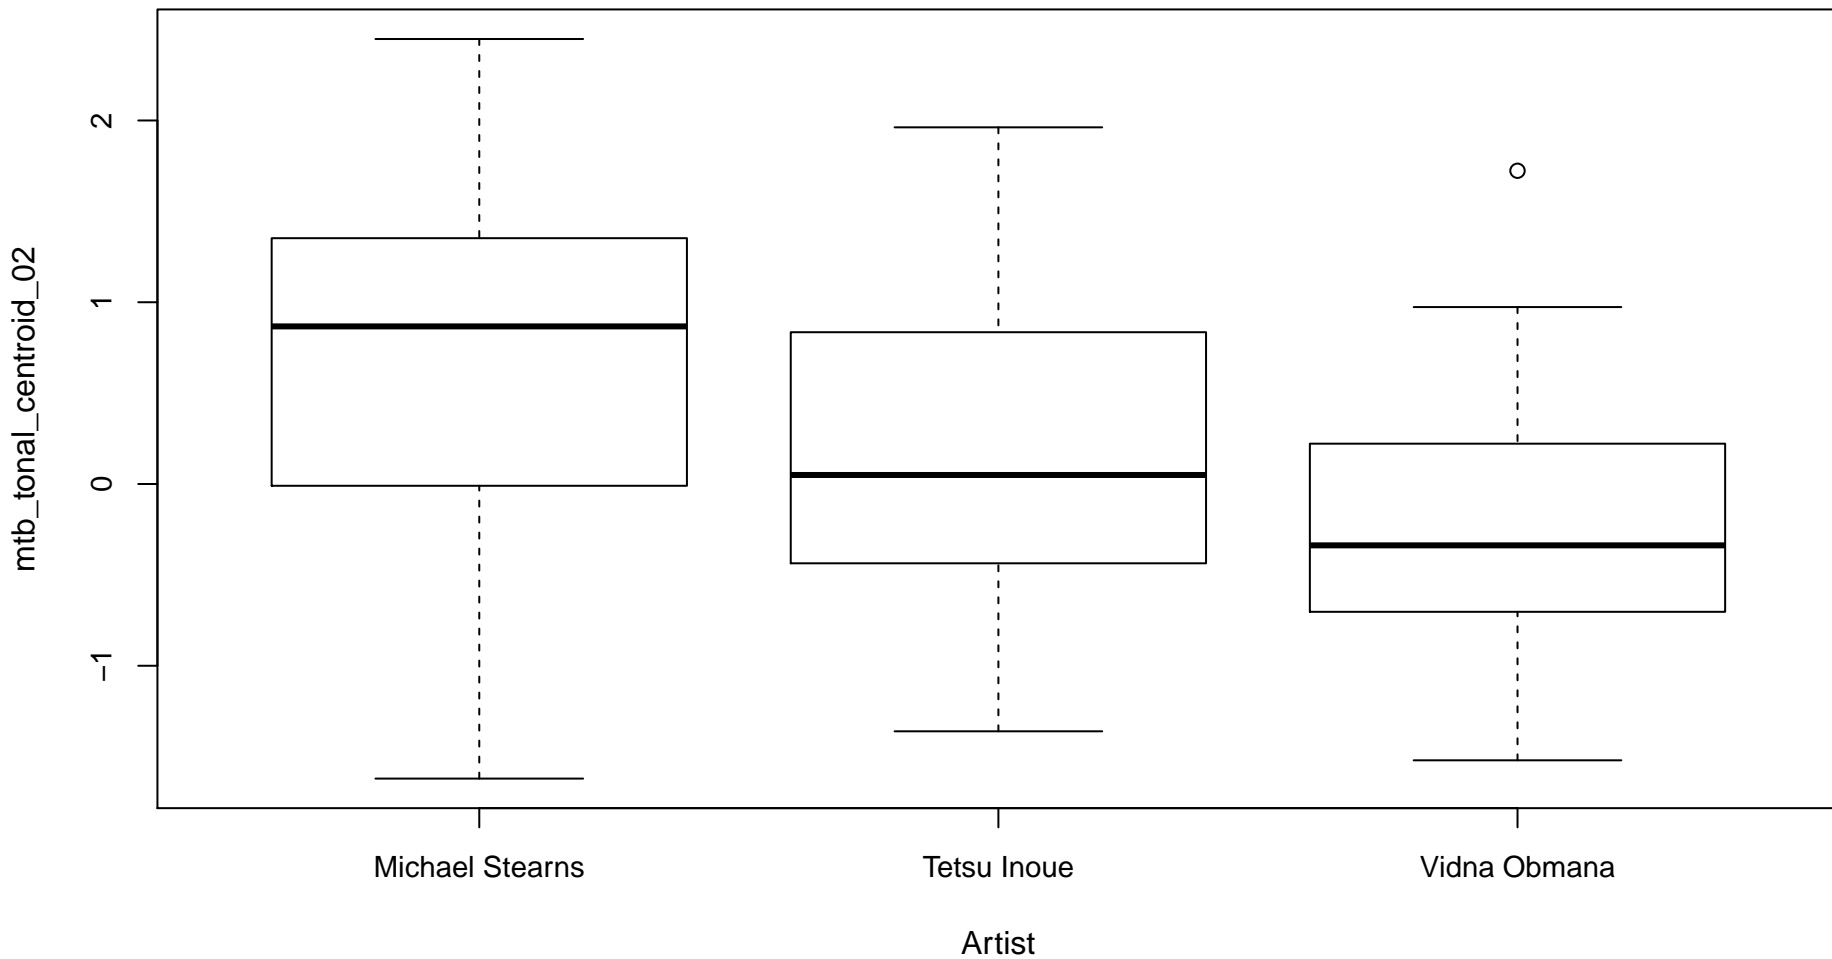 mtb_tonal_centroid_02
2
1
0
−1
Michael Stearns
Tetsu Inoue
Vidna Obmana
Artist